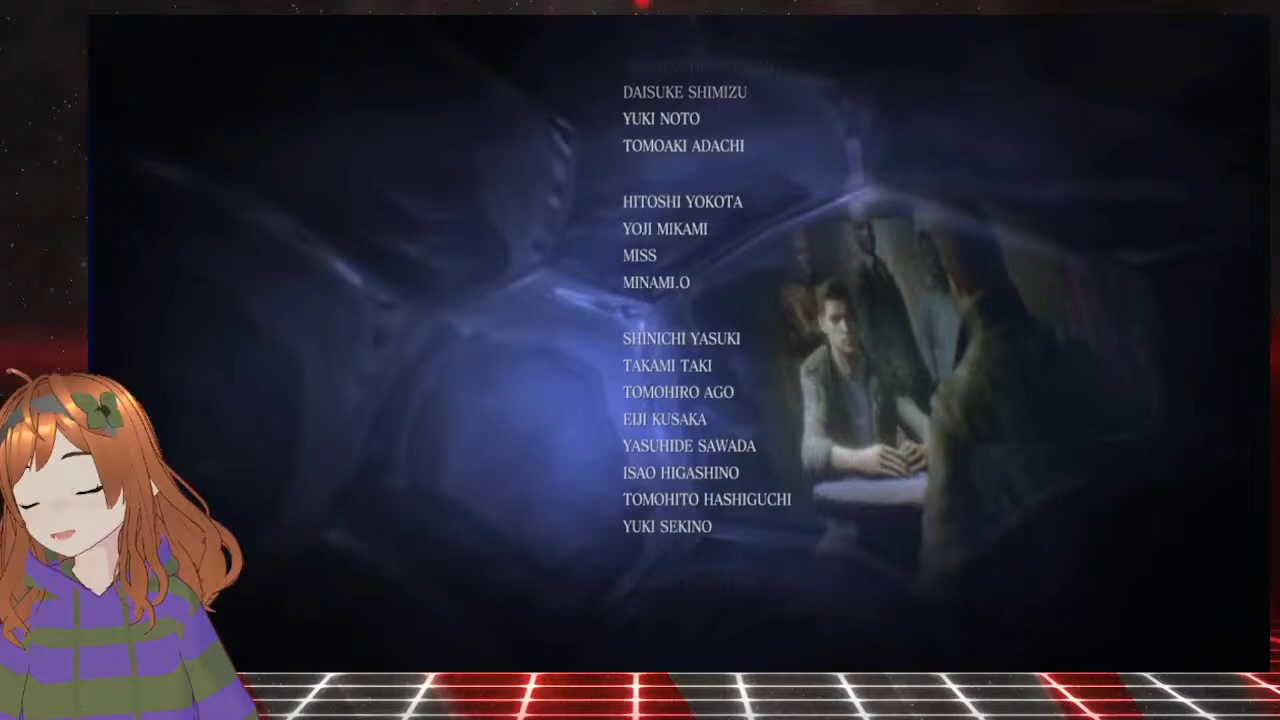 DAISUKE SHIMIZU
YUKI NOTO
TOMOAKI ADACHI
HITOSHI YOKOTA
YOJI MIKAMI
MISS
MINAMI.O
SHINICHI YASUKI
TAKAMI TAKI
TOMOHIRO AGO
EIJI KUSAKA
YASUHIDE SAWADA
ISAO HIGASHINO
TOMOHITO HASHIGUCHI
YUKI SEKINO